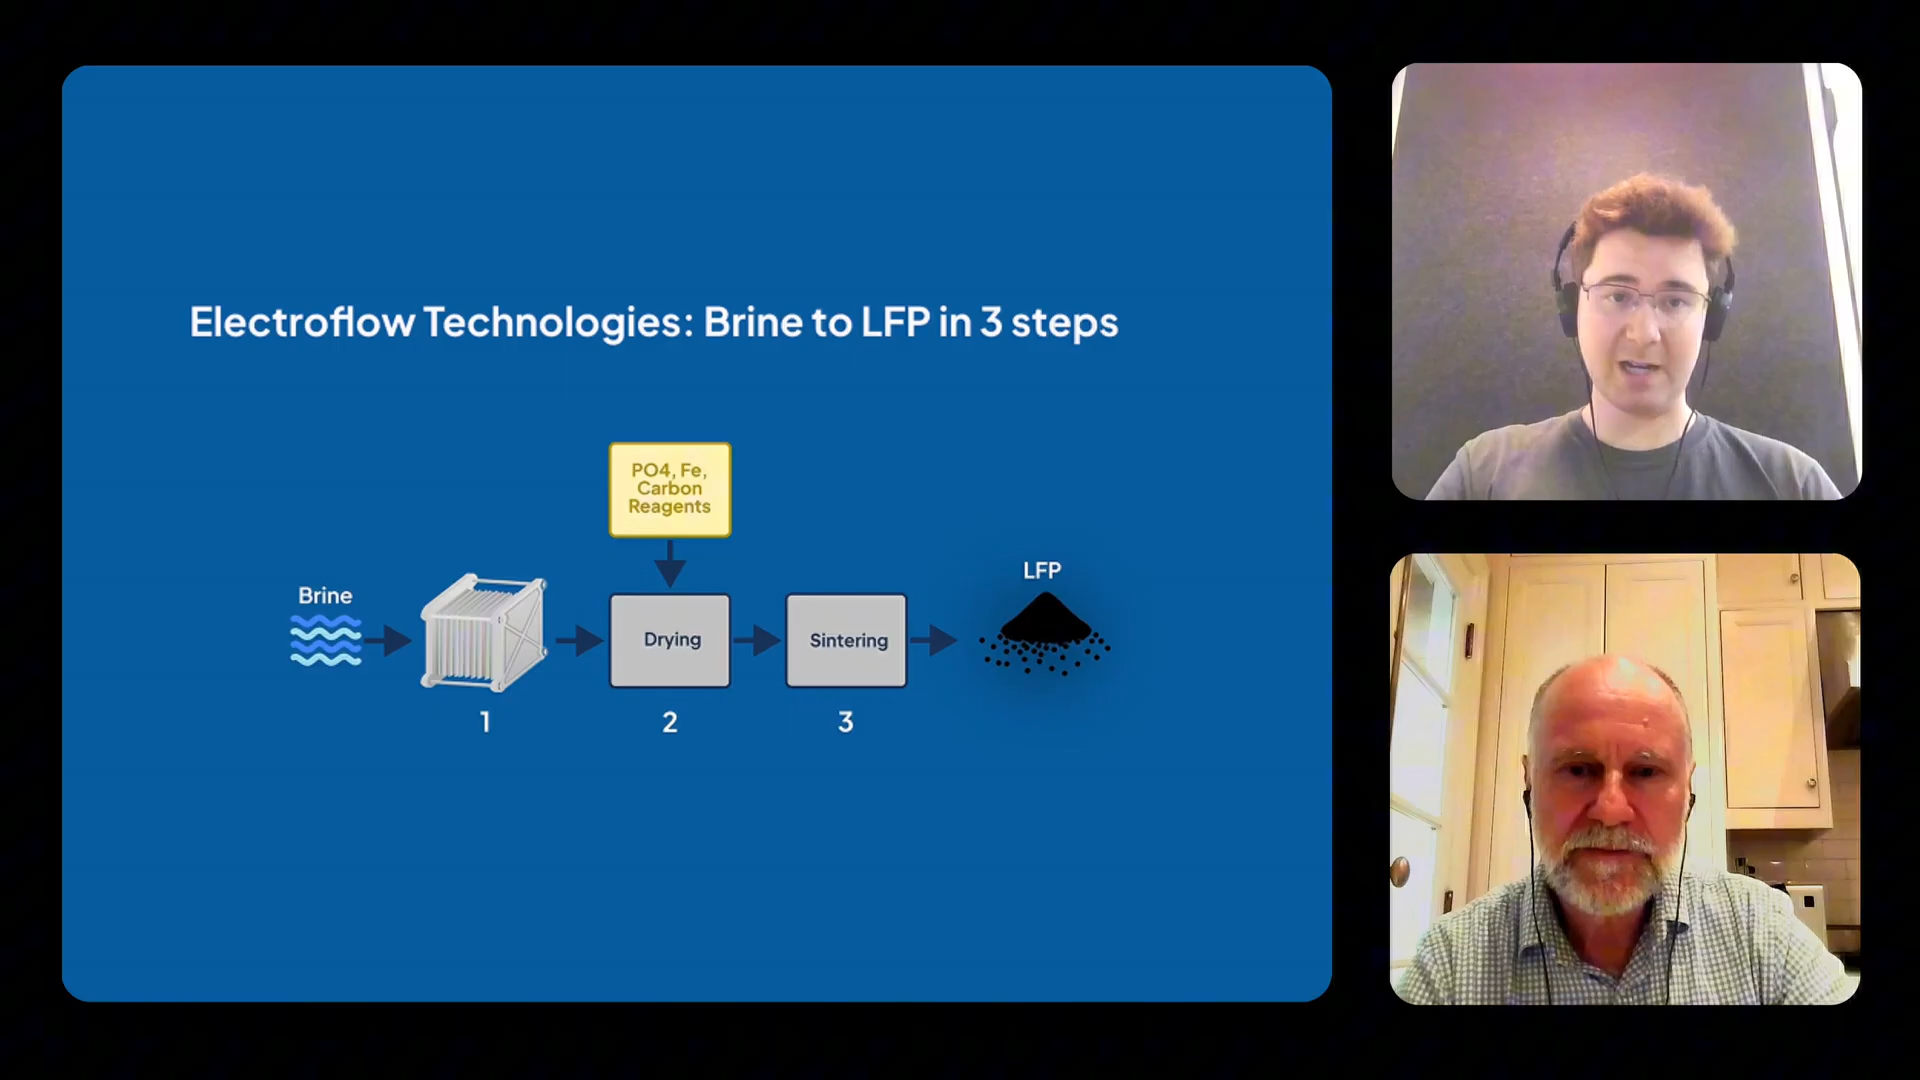 Electroflow Technologies: Brine to LFP in 3 steps
PO4, Fe,
Carbon
Reagents
Brine
LFP
Drying
Sintering
1
2
3